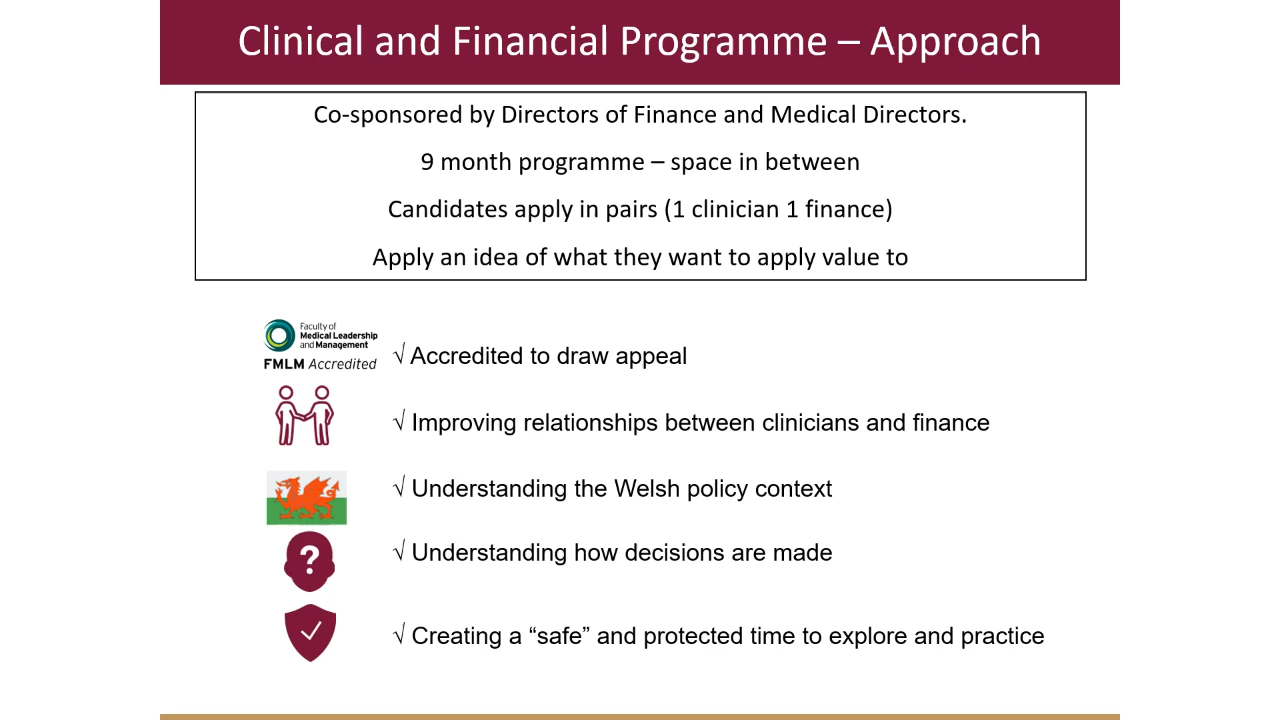 Clinical and Financial Programme – Approach
Co-sponsored by Directors of Finance and Medical Directors.
9 month programme – space in between
Candidates apply in pairs (1 clinician 1 finance)
Apply an idea of what they want to apply value to
Faculty of
Medical Leadership
and Management
FMLM Accredited
√ Accredited to draw appeal
√ Improving relationships between clinicians and finance
√ Understanding the Welsh policy context
?
√ Understanding how decisions are made
√ Creating a “safe” and protected time to explore and practice